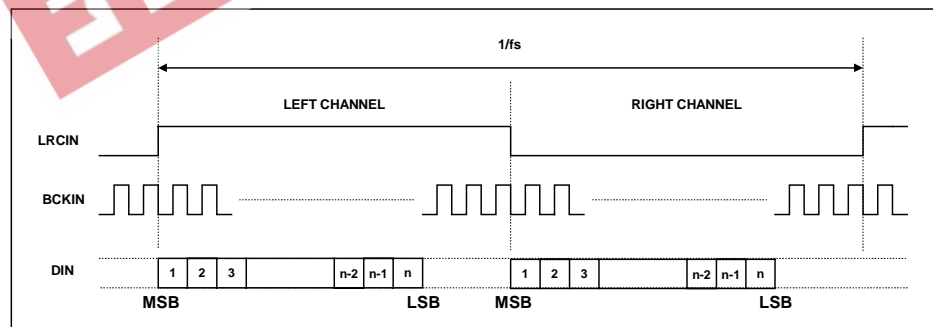 1/fs
LEFT CHANNEL RIGHT CHANNEL
LRCIN
BCKIN
DIN 1 2 3 n-2 n-1 n 1 2 3 n-2 n-1 n
MSB LSB MSB LSB